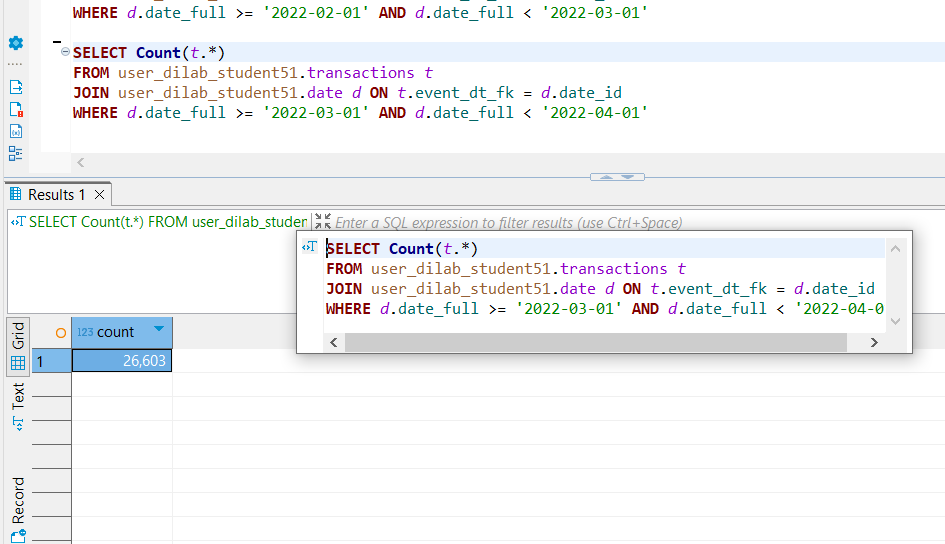 WHERE d.date_full >= '2022-02-01' AND d.date_full < '2022-03-01'
SELECT Count(t.*)
FROM user_dilab_student51.transactions t
JOIN user_dilab_student51.date d ON t.event_dt_fk = d.date_id
WHERE d.date_full >= '2022-03-01' AND d.date_full < '2022-04-01'
Results 1
SELECT Count(t.*) FROM user_dilab_studen
Enter a SQL expression to filter results (use Ctrl+Space)
SELECT Count(t.*)
FROM user_dilab_student51.transactions t
JOIN user_dilab_student51.date d ON t.event_dt_fk = d.date_id
WHERE d.date_full >= '2022-03-01' AND d.date_full < '2022-04-0
Grid
123 count
1 26,603
Text
Record